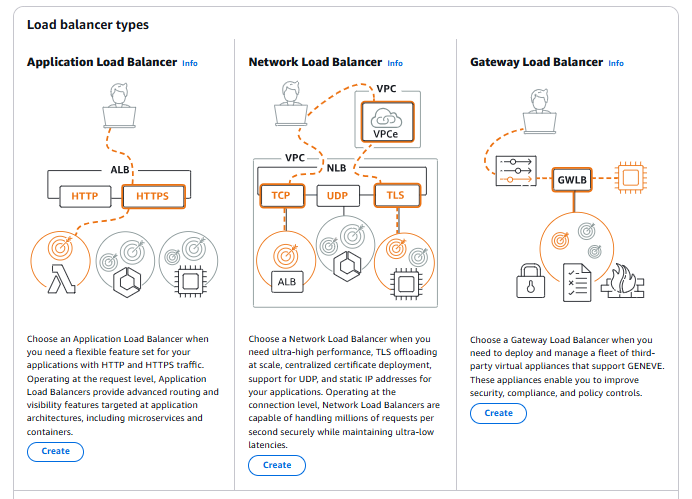 Load balancer types
Application Load Balancer Info
ALB
HTTP
HTTPS
Choose an Application Load Balancer when
you need a flexible feature set for your
applications with HTTP and HTTPS traffic.
Operating at the request level, Application
Load Balancers provide advanced routing and
visibility features targeted at application
architectures, including microservices and
containers.
Create
Network Load Balancer Info
VPC
VPCe
VPC
NLB
TCP
UDP
TLS
ALB
Choose a Network Load Balancer when you
need ultra-high performance, TLS offloading
at scale, centralized certificate deployment,
support for UDP, and static IP addresses for
your applications. Operating at the
connection level, Network Load Balancers are
capable of handling millions of requests per
second securely while maintaining ultra-low
latencies.
Create
Gateway Load Balancer Info
GWLB
Choose a Gateway Load Balancer when you
need to deploy and manage a fleet of third-
party virtual appliances that support GENEVE.
These appliances enable you to improve
security, compliance, and policy controls.
Create